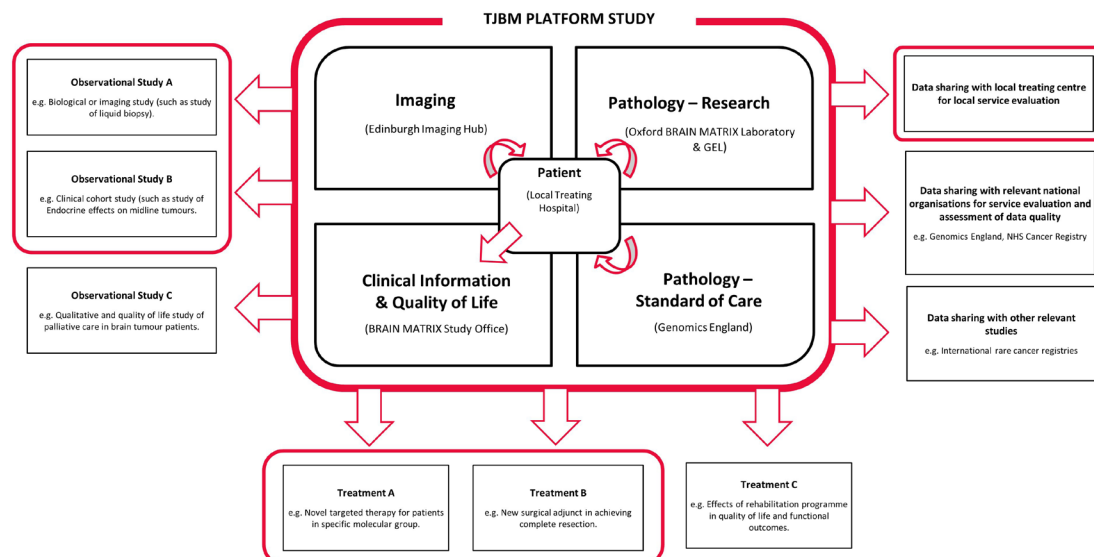 TJBM PLATFORM STUDY
Observational Study A
e.g. Biological or imaging study (such as study
of liquid biopsy).
Observational Study B
e.g. Clinical cohort study (such as study of
Endocrine effects on midline tumours.
Observational Study C
e.g. Qualitative and quality of life study of
palliative care in brain tumour patients.
Imaging
(Edinburgh Imaging Hub)
Pathology – Research
(Oxford BRAIN MATRIX Laboratory
& GEL)
Patient
(Local Treating
Hospital)
Clinical Information
& Quality of Life
(BRAIN MATRIX Study Office)
Pathology –
Standard of Care
(Genomics England)
Data sharing with local treating centre
for local service evaluation
Data sharing with relevant national
organisations for service evaluation and
assessment of data quality
e.g. Genomics England, NHS Cancer Registry
Data sharing with other relevant
studies
e.g. International rare cancer registries
Treatment A
e.g. Novel targeted therapy for patients
in specific molecular group.
Treatment B
e.g. New surgical adjunct in achieving
complete resection.
Treatment C
e.g. Effects of rehabilitation programme
in quality of life and functional
outcomes.